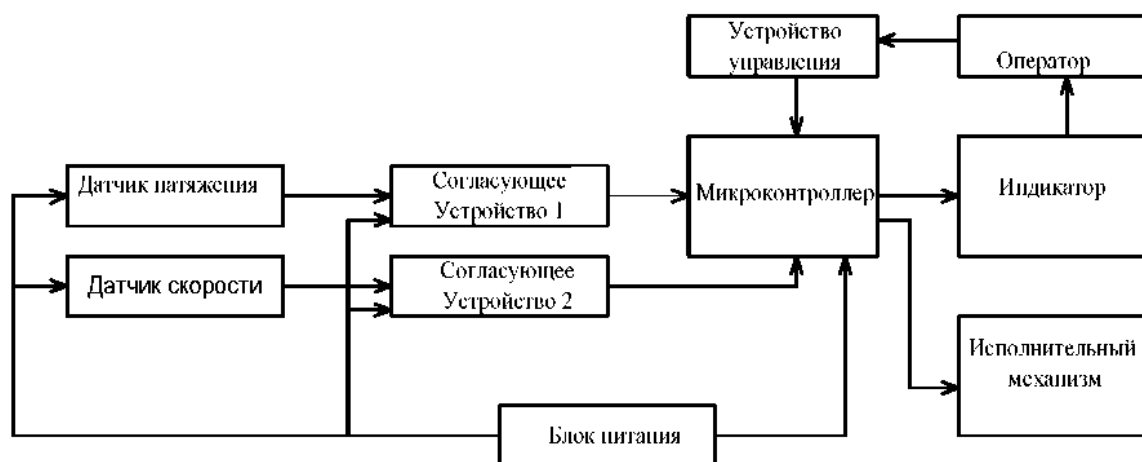 Устройство
управления
Оператор
Датчик натяжения
Согласующее
Устройство 1
Микроконтроллер
Индикатор
Датчик скорости
Согласующее
Устройство 2
Исполнительный
механизм
Блок питания